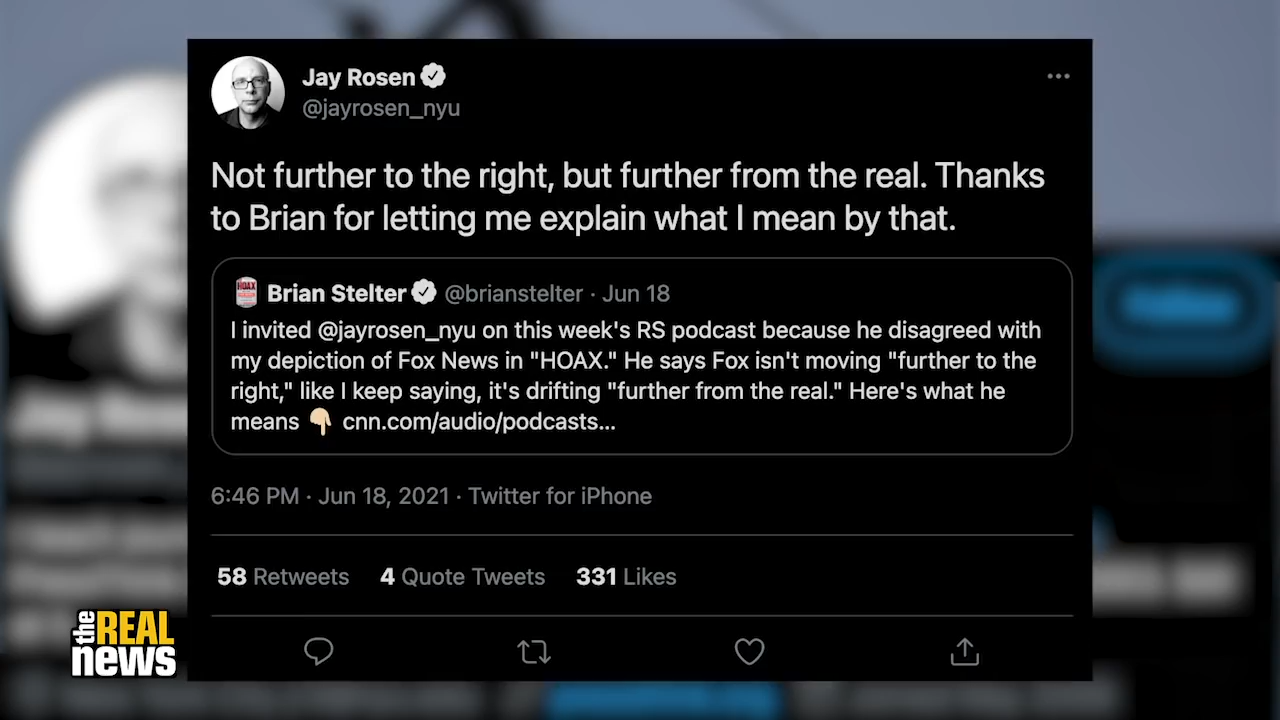 Jay Rosen
@jayrosen_nyu
Not further to the right, but further from the real. Thanks
to Brian for letting me explain what I mean by that.
HOAX
Brian Stelter @brianstelter · Jun 18
I invited @jayrosen_nyu on this week's RS podcast because he disagreed with
my depiction of Fox News in "HOAX." He says Fox isn't moving "further to the
right," like I keep saying, it's drifting "further from the real." Here's what he
means 👇🏼 cnn.com/audio/podcasts...
6:46 PM · Jun 18, 2021 · Twitter for iPhone
58 Retweets 4 Quote Tweets 331 Likes
the REAL
news